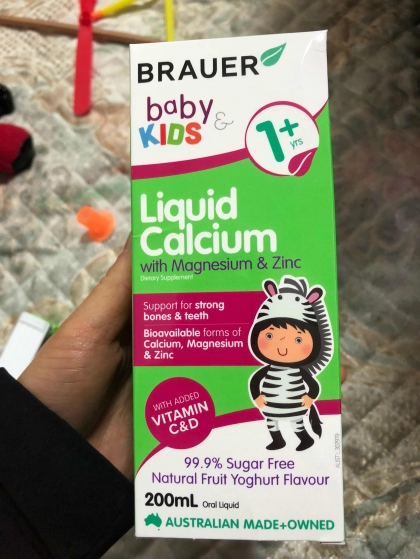 BRAUER
baby &
KIDS
1+
yrs
Liquid
Calcium
with Magnesium & Zinc
Dietary Supplement
Support for strong
bones & teeth
Bioavailable forms of
Calcium, Magnesium
& Zinc
WITH ADDED
VITAMIN
C&D
99.9% Sugar Free
Natural Fruit Yoghurt Flavour
200mL Oral Liquid
AUSTRALIAN MADE+OWNED